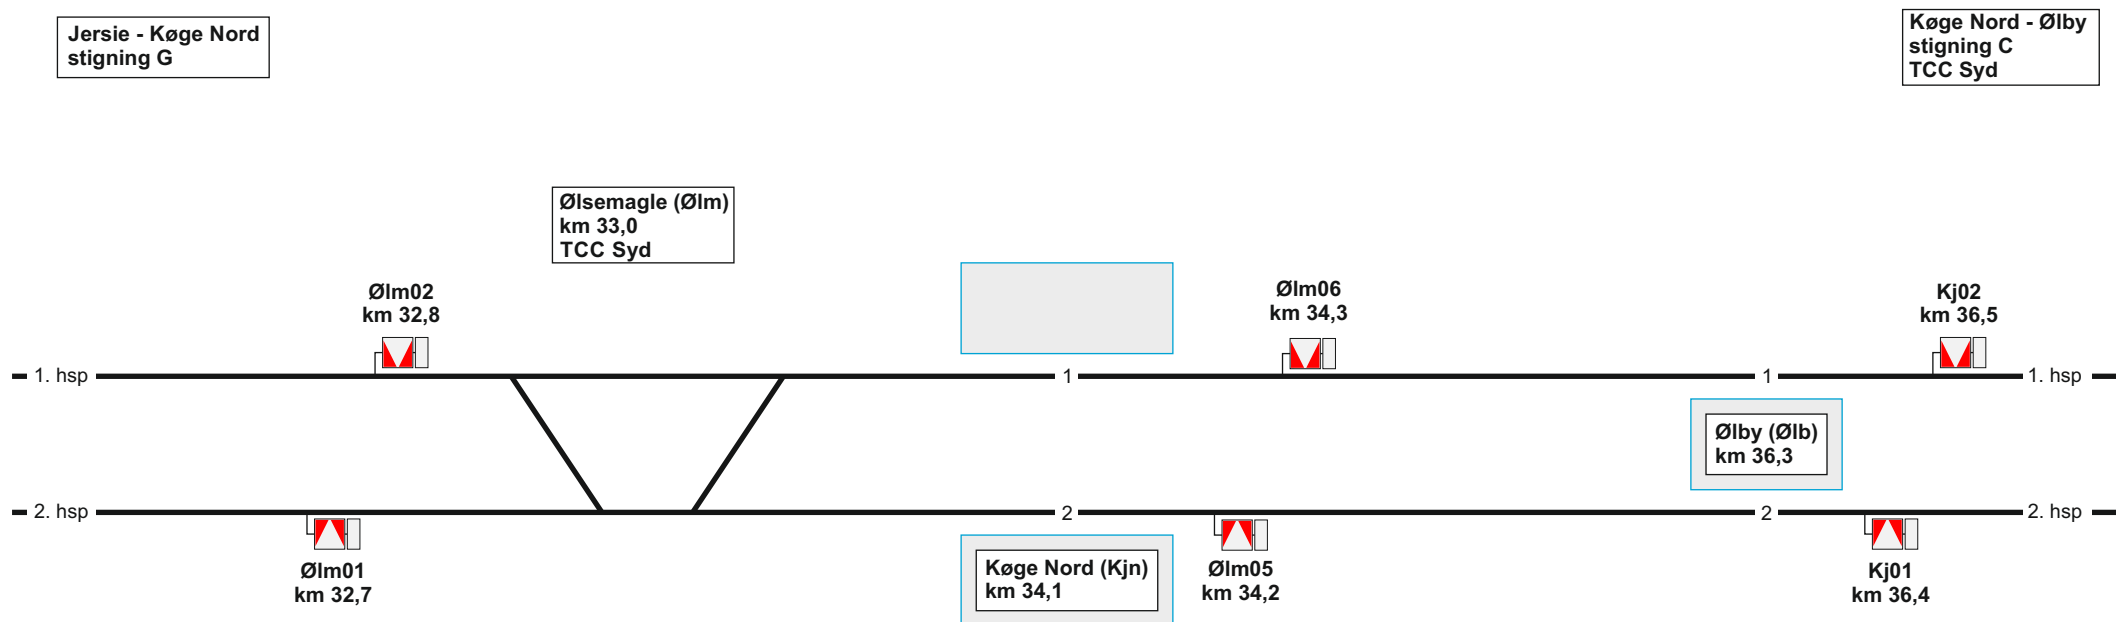 Jersie - Køge Nord
stigning G
Køge Nord - Ølby
stigning C
TCC Syd
Ølsemagle (Ølm)
km 33,0
TCC Syd
Ølm02
km 32,8
Ølm06
km 34,3
Kj02
km 36,5
1. hsp
1
1
1. hsp
Ølby (Ølb)
km 36,3
2. hsp
2
2
2. hsp
Ølm01
km 32,7
Køge Nord (Kjn)
km 34,1
Ølm05
km 34,2
Kj01
km 36,4